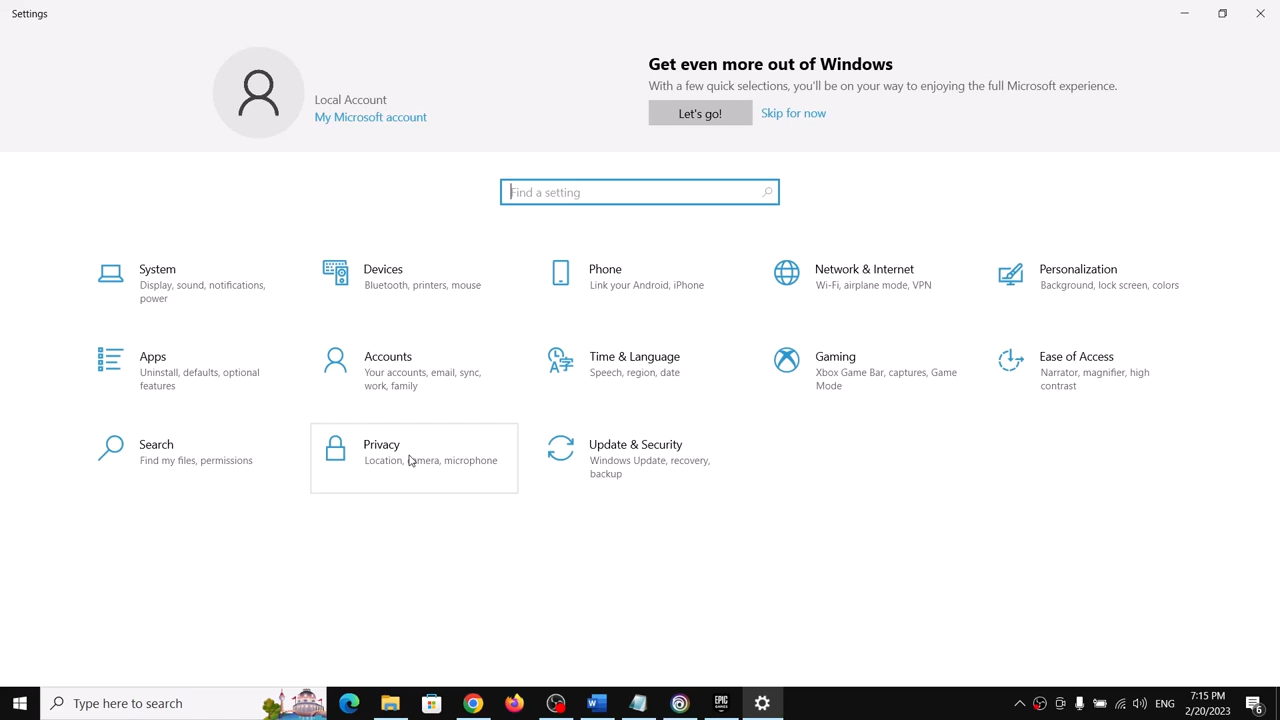 Settings
Local Account
My Microsoft account
Get even more out of Windows
With a few quick selections, you'll be on your way to enjoying the full Microsoft experience.
Let's go!
Skip for now
Find a setting
System
Display, sound, notifications,
power
Devices
Bluetooth, printers, mouse
Phone
Link your Android, iPhone
Network & Internet
Wi-Fi, airplane mode, VPN
Personalization
Background, lock screen, colors
Apps
Uninstall, defaults, optional
features
Accounts
Your accounts, email, sync,
work, family
Time & Language
Speech, region, date
Gaming
Xbox Game Bar, captures, Game
Mode
Ease of Access
Narrator, magnifier, high
contrast
Search
Find my files, permissions
Privacy
Location, camera, microphone
Update & Security
Windows Update, recovery,
backup
Type here to search
EPIC
GAMES
ENG
7:15 PM
2/20/2023
6